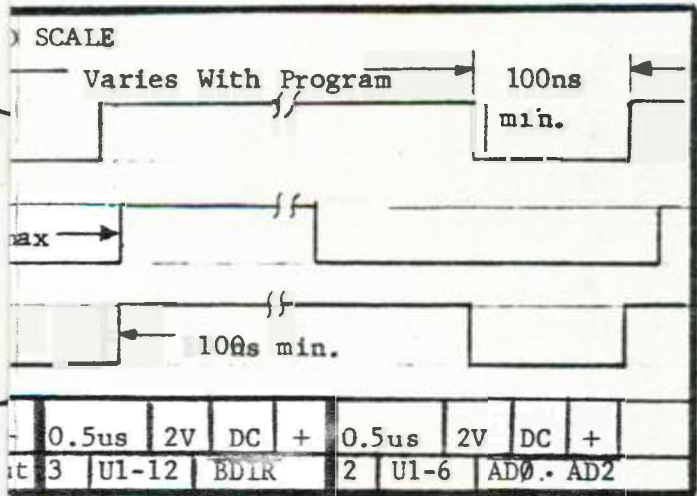 SCALE
Varies With Program 100ns
min.
max
100ns min.
0.5us 2V DC + 0.5us 2V DC +
3 U1-12 BDIR 2 U1-6 AD0.. AD2